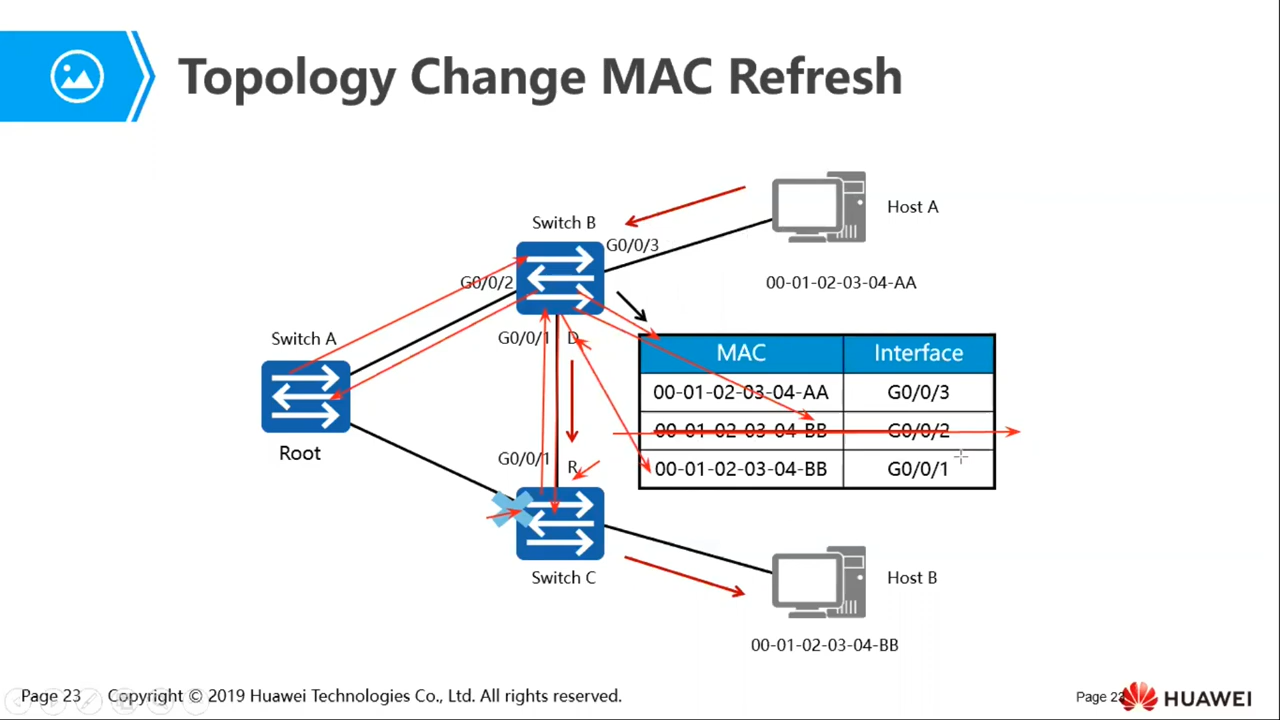 Topology Change MAC Refresh
Host A
Switch B
G0/0/3
G0/0/2
00-01-02-03-04-AA
Switch A
G0/0/1
D
MAC Interface
00-01-02-03-04-AA G0/0/3
00-01-02-03-04-BB G0/0/2
00-01-02-03-04-BB G0/0/1
Root
G0/0/1
R
Switch C
Host B
00-01-02-03-04-BB
Page 23 Copyright © 2019 Huawei Technologies Co., Ltd. All rights reserved.
Page 23
HUAWEI